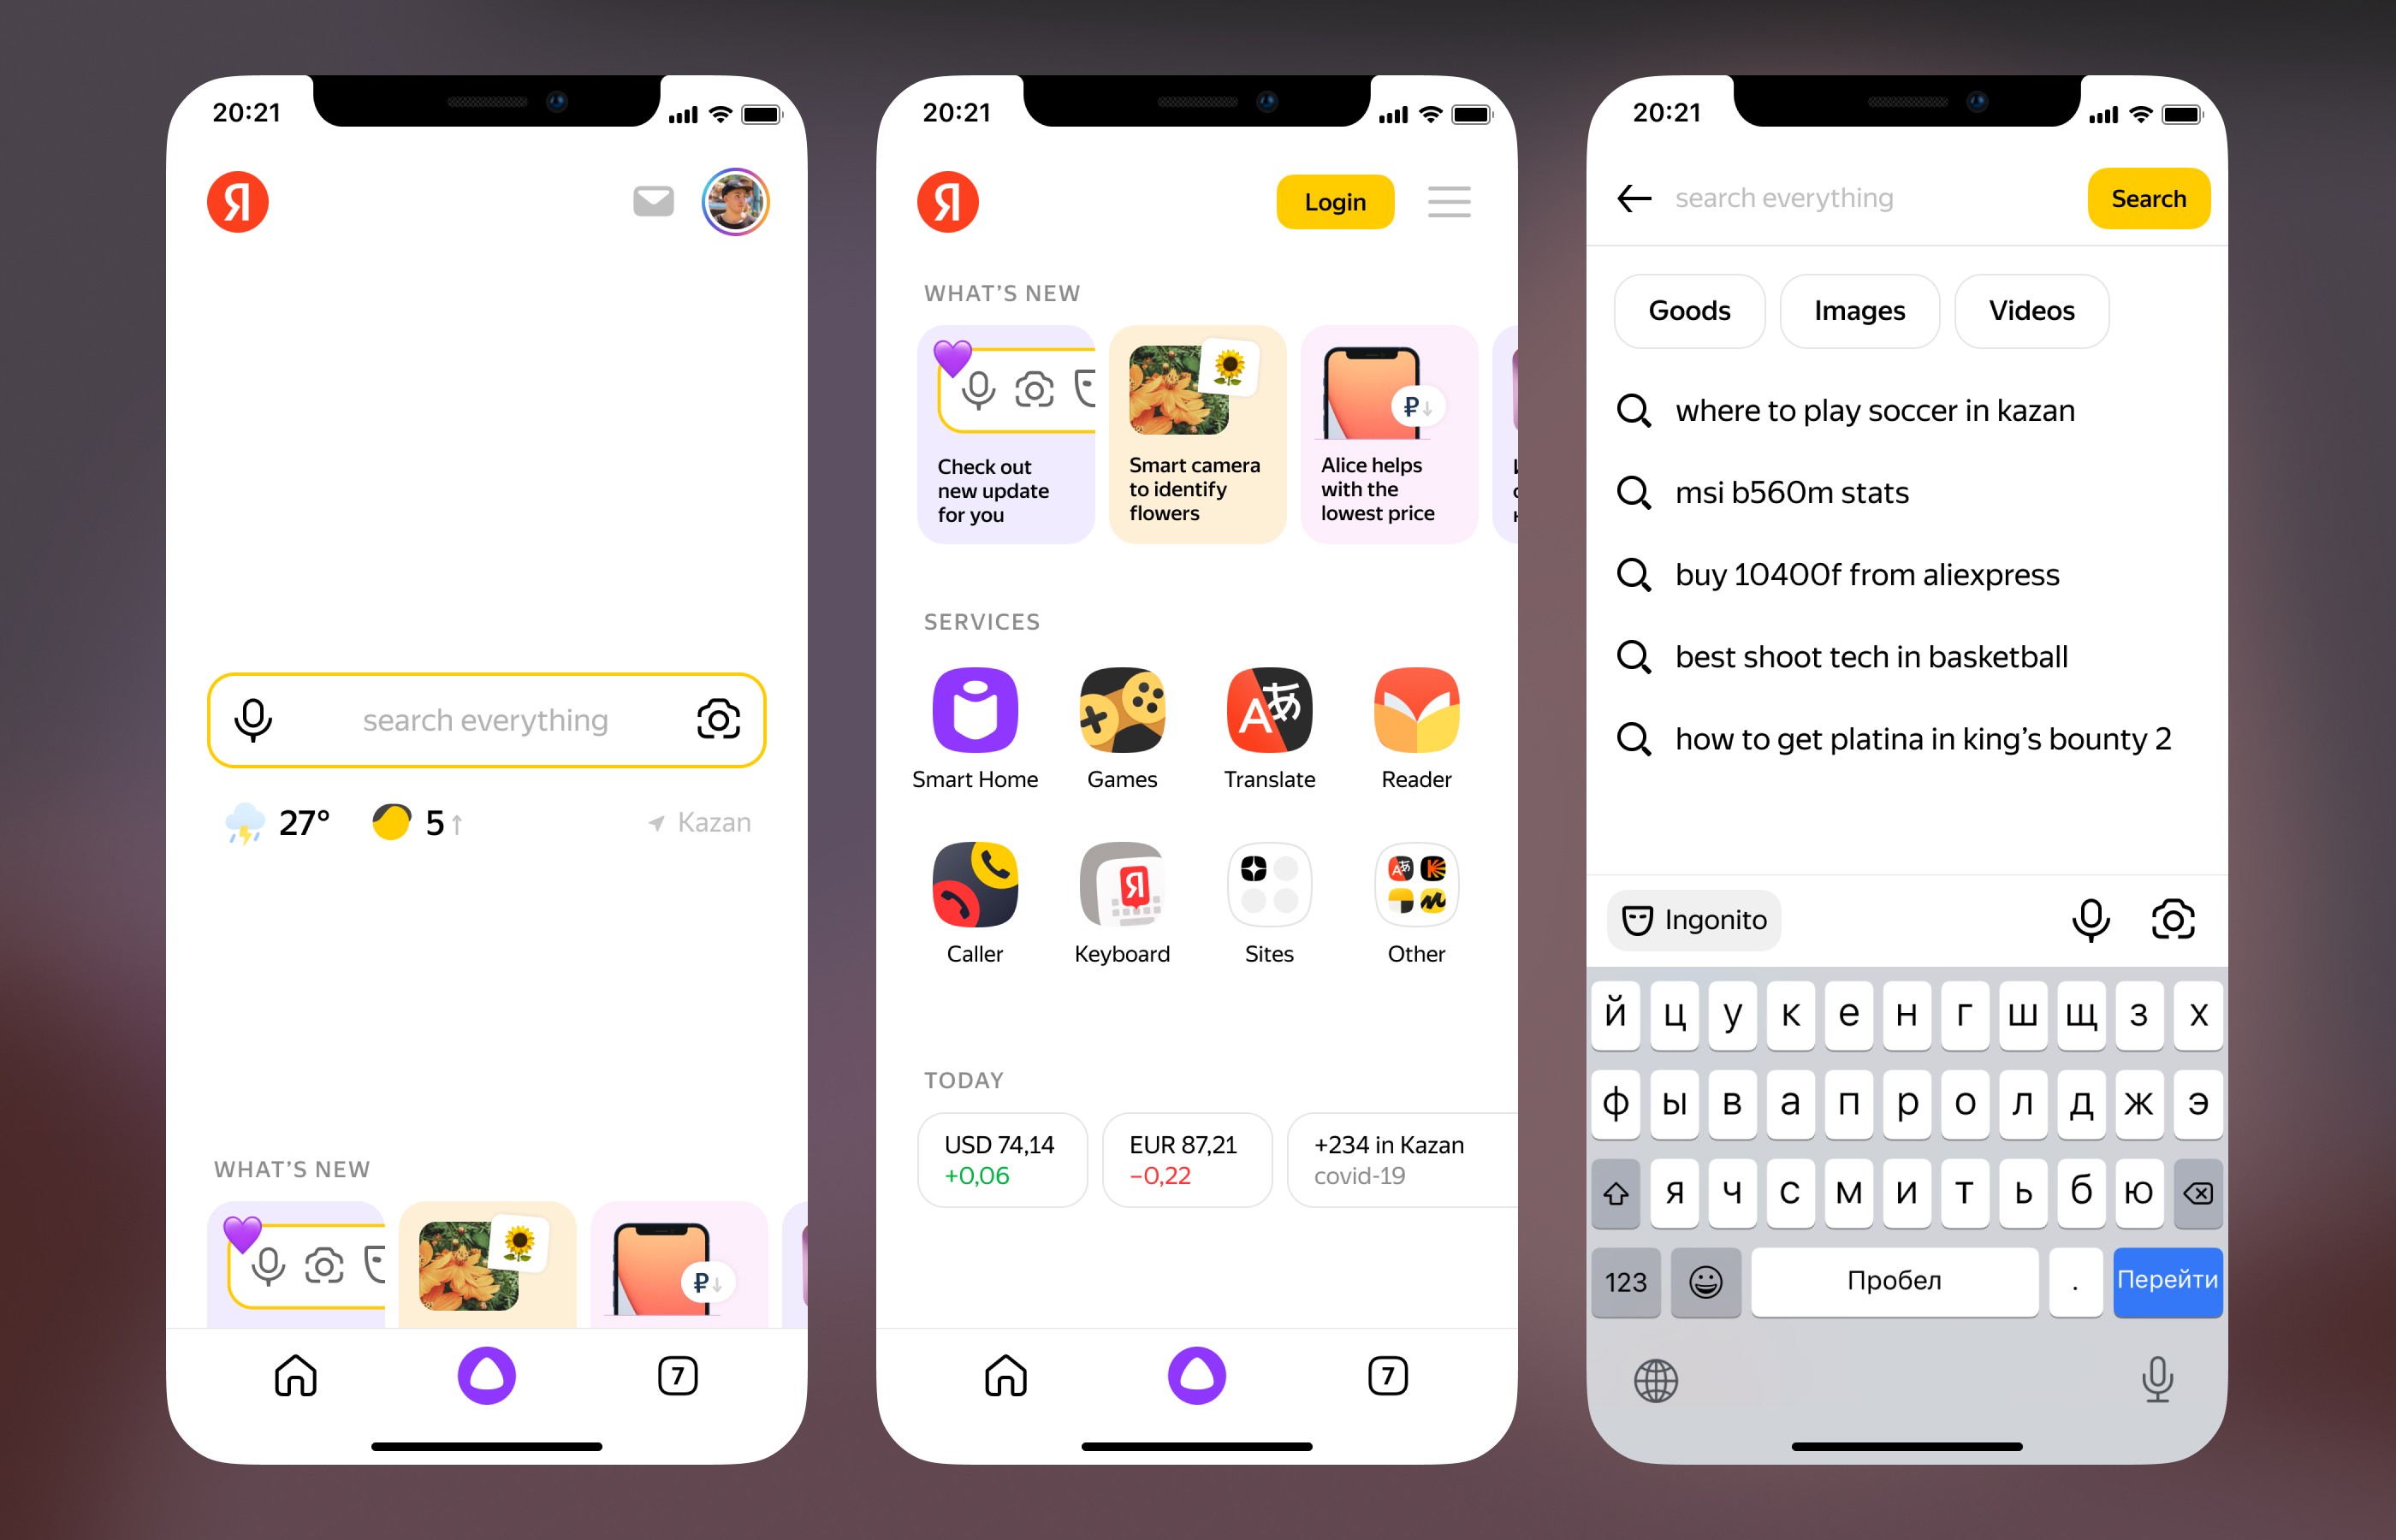 20:21
Я
search everything
27°
5↑
Kazan
WHAT'S NEW
₽↓
7
20:21
Я
Login
WHAT'S NEW
Check out
new update
for you
Smart camera
to identify
flowers
₽↓
Alice helps
with the
lowest price
SERVICES
Smart Home
Games
A あ
Translate
Reader
Caller
Я
Keyboard
Sites
A あ
Other
TODAY
USD 74,14
+0,06
EUR 87,21
−0,22
+234 in Kazan
covid-19
7
20:21
search everything
Search
Goods
Images
Videos
where to play soccer in kazan
msi b560m stats
buy 10400f from aliexpress
best shoot tech in basketball
how to get platina in king's bounty 2
Ingonito
й ц у к е н г ш щ з х
ф ы в а п р о л д ж э
я ч с м и т ь б ю
123
Пробел
.
Перейти